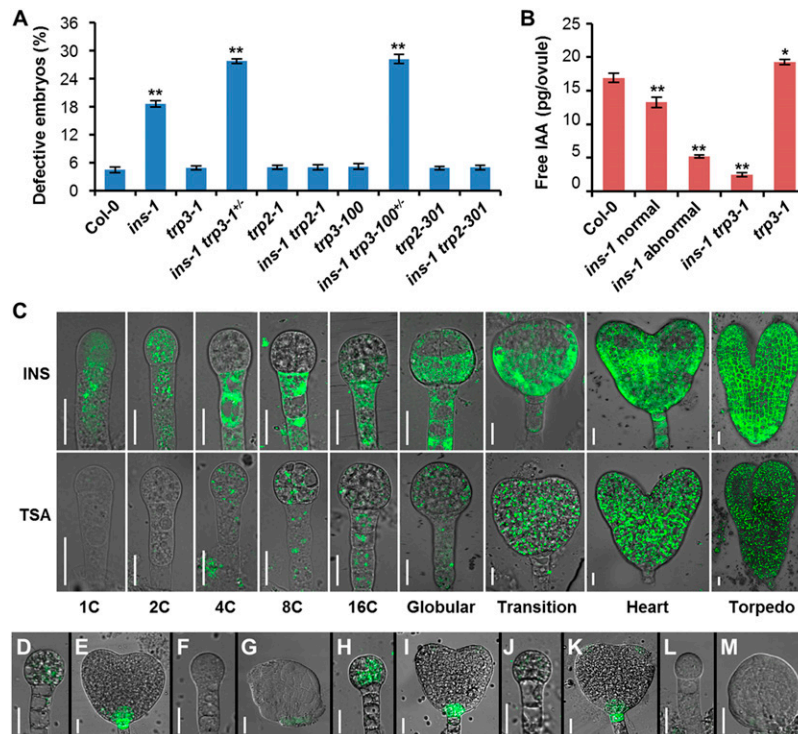 A
Defective embryos (%)
36
30
24
18
12
6
0
**
**
**
Col-0
ins-1
trp3-1
ins-1 trp3-1+/-
trp2-1
ins-1 trp2-1
trp3-100
ins-1 trp3-100+/-
trp2-301
ins-1 trp2-301
B
Free IAA (pg/ovule)
25
20
15
10
5
0
**
**
**
*
Col-0
ins-1 normal
ins-1 abnormal
ins-1 trp3-1
trp3-1
C
INS
TSA
1C 2C 4C 8C 16C Globular Transition Heart Torpedo
D E F G H I J K L M